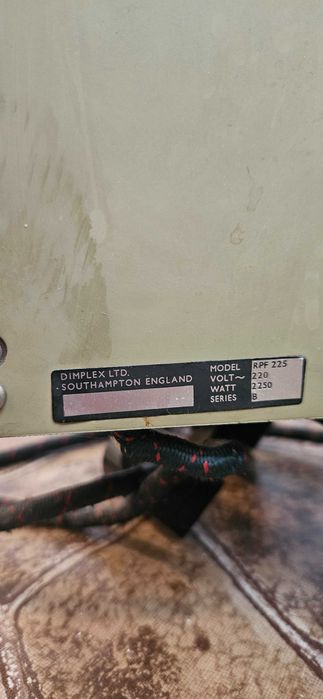 DIMPLEX LTD.
SOUTHAMPTON ENGLAND
MODEL RPF 225
VOLT~ 220
WATT 2250
SERIES B